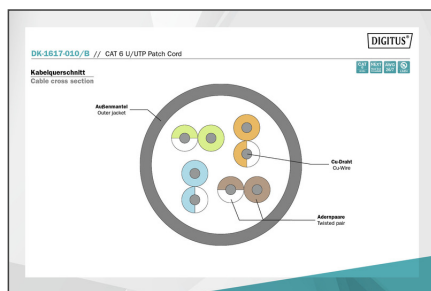 DIGITUS®
DK-1617-010/B // CAT 6 U/UTP Patch Cord
Kabelquerschnitt
Cable cross section
Außenmantel
Outer jacket
Cu-Draht
Cu-Wire
Adernpaare
Twisted pair